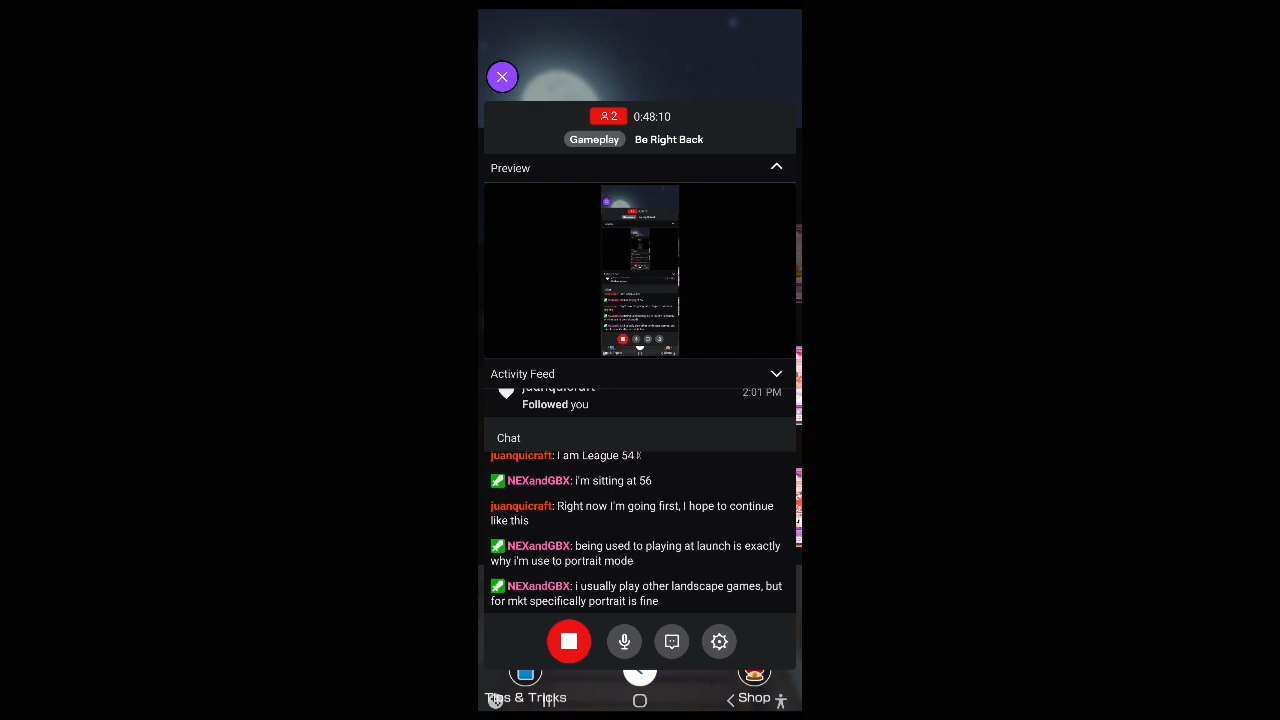 2 0:48:10
Gameplay Be Right Back
Preview
Activity Feed
juanquicraft 2:01 PM
Followed you
Chat
juanquicraft: I am League 54
NEXandGBX: i'm sitting at 56
juanquicraft: Right now I'm going first, I hope to continue
like this
NEXandGBX: being used to playing at launch is exactly
why i'm use to portrait mode
NEXandGBX: i usually play other landscape games, but
for mkt specifically portrait is fine
Tips & Tricks Shop